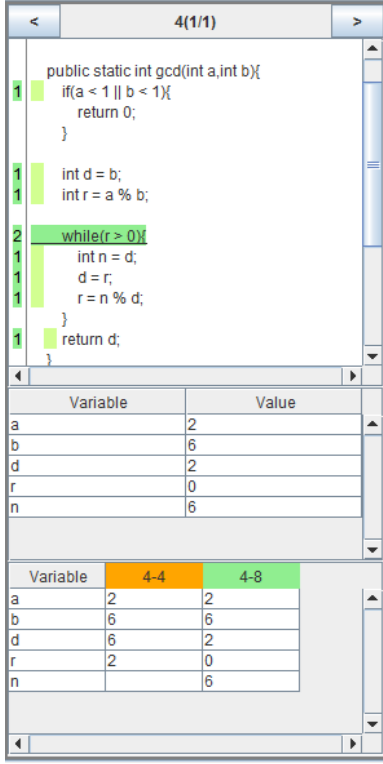 < 4(1/1) >
public static int gcd(int a,int b){
1 if(a < 1 || b < 1){
return 0;
}
1 int d = b;
1 int r = a % b;
2 while(r > 0){
1 int n = d;
1 d = r;
1 r = n % d;
}
1 return d;
}
Variable Value
a 2
b 6
d 2
r 0
n 6
Variable 4-4 4-8
a 2 2
b 6 6
d 6 2
r 2 0
n 6